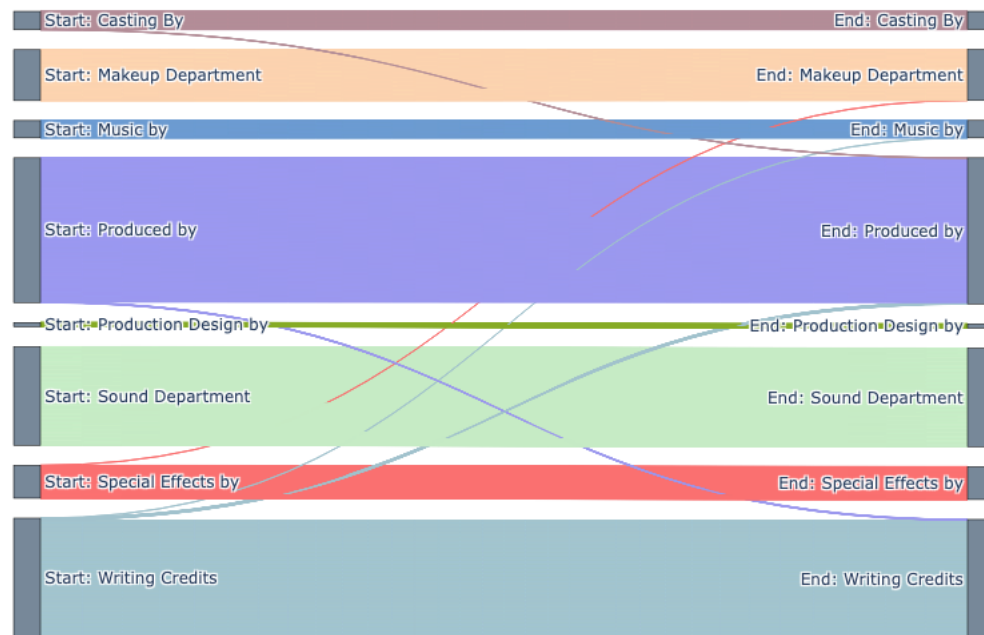 Start: Casting By
End: Casting By
Start: Makeup Department
End: Makeup Department
Start: Music by
End: Music by
Start: Produced by
End: Produced by
Start: Production Design by
End: Production Design by
Start: Sound Department
End: Sound Department
Start: Special Effects by
End: Special Effects by
Start: Writing Credits
End: Writing Credits